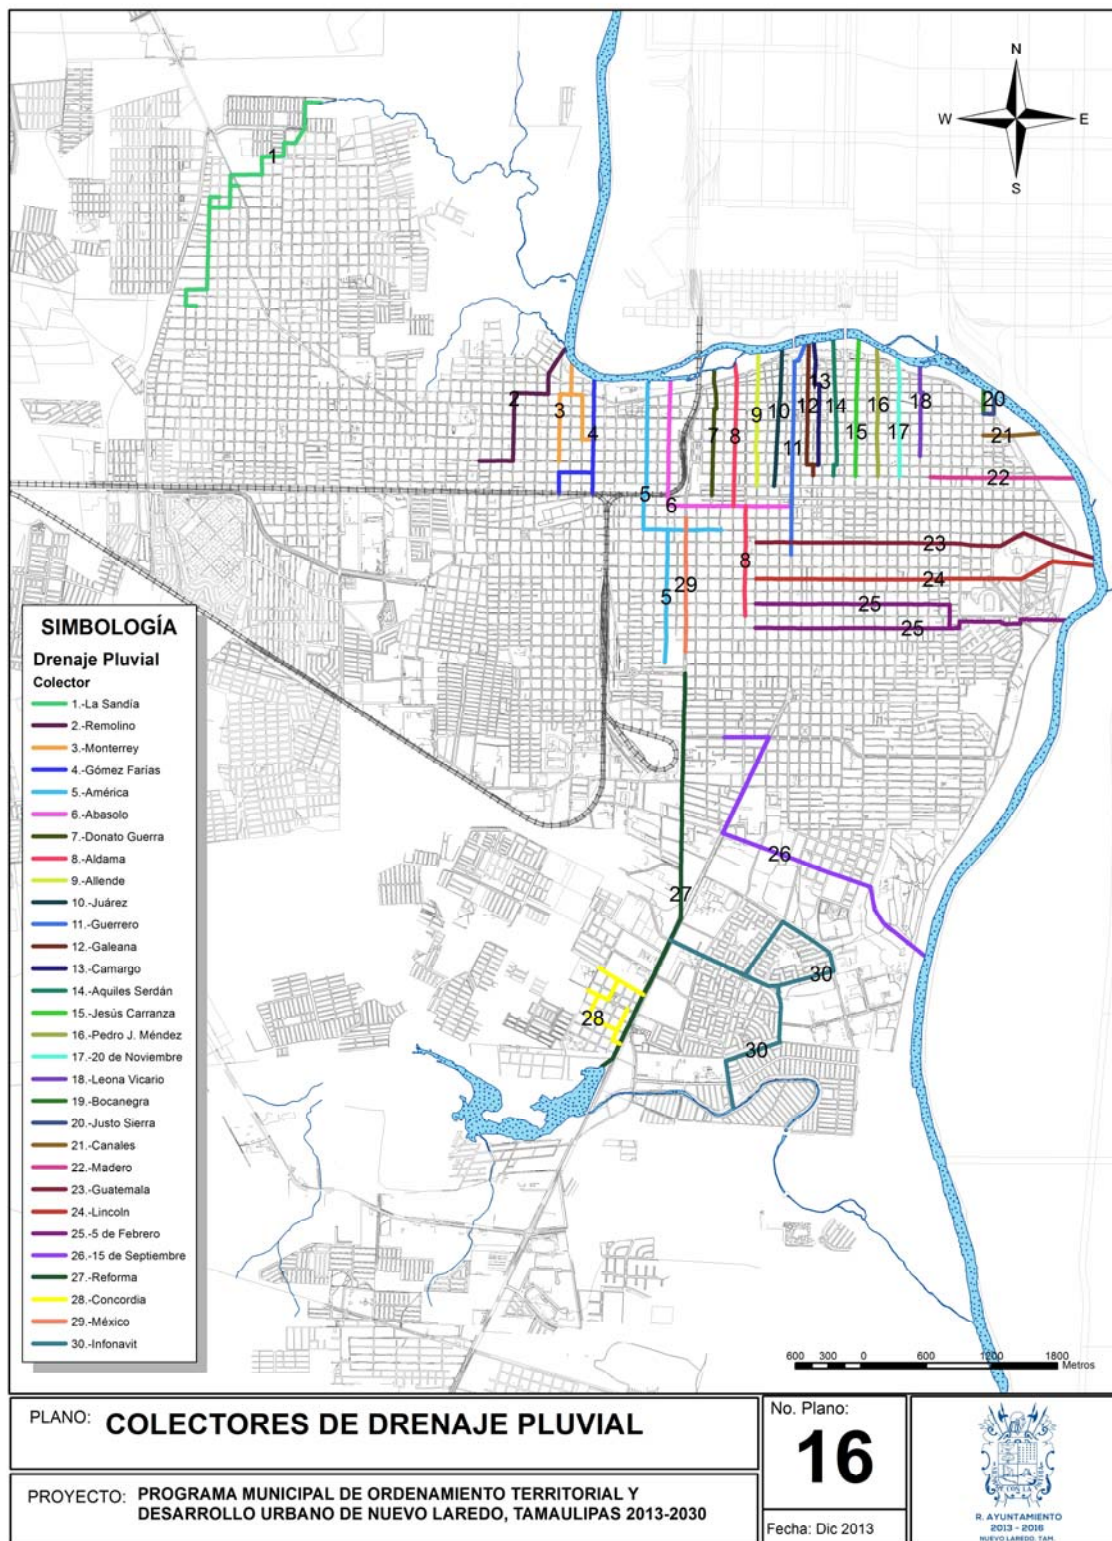 N
W
E
S
1
2
3
4
5
6
7
8
9
10
11
12
13
14
15
16
17
18
20
21
22
23
24
25
25
5
8
29
26
27
28
30
30
SIMBOLOGÍA
Drenaje Pluvial
Colector
1.-La Sandía
2.-Remolino
3.-Monterrey
4.-Gómez Farías
5.-América
6.-Abasolo
7.-Donato Guerra
8.-Aldama
9.-Allende
10.-Juárez
11.-Guerrero
12.-Galeana
13.-Camargo
14.-Aquiles Serdán
15.-Jesús Carranza
16.-Pedro J. Méndez
17.-20 de Noviembre
18.-Leona Vicario
19.-Bocanegra
20.-Justo Sierra
21.-Canales
22.-Madero
23.-Guatemala
24.-Lincoln
25.-5 de Febrero
26.-15 de Septiembre
27.-Reforma
28.-Concordia
29.-México
30.-Infonavit
600 300 0 600 1200 1800
Metros
PLANO: COLECTORES DE DRENAJE PLUVIAL
No. Plano:
16
PROYECTO: PROGRAMA MUNICIPAL DE ORDENAMIENTO TERRITORIAL Y
DESARROLLO URBANO DE NUEVO LAREDO, TAMAULIPAS 2013-2030
Fecha: Dic 2013
R. AYUNTAMIENTO
2013 - 2016
NUEVO LAREDO, TAM.